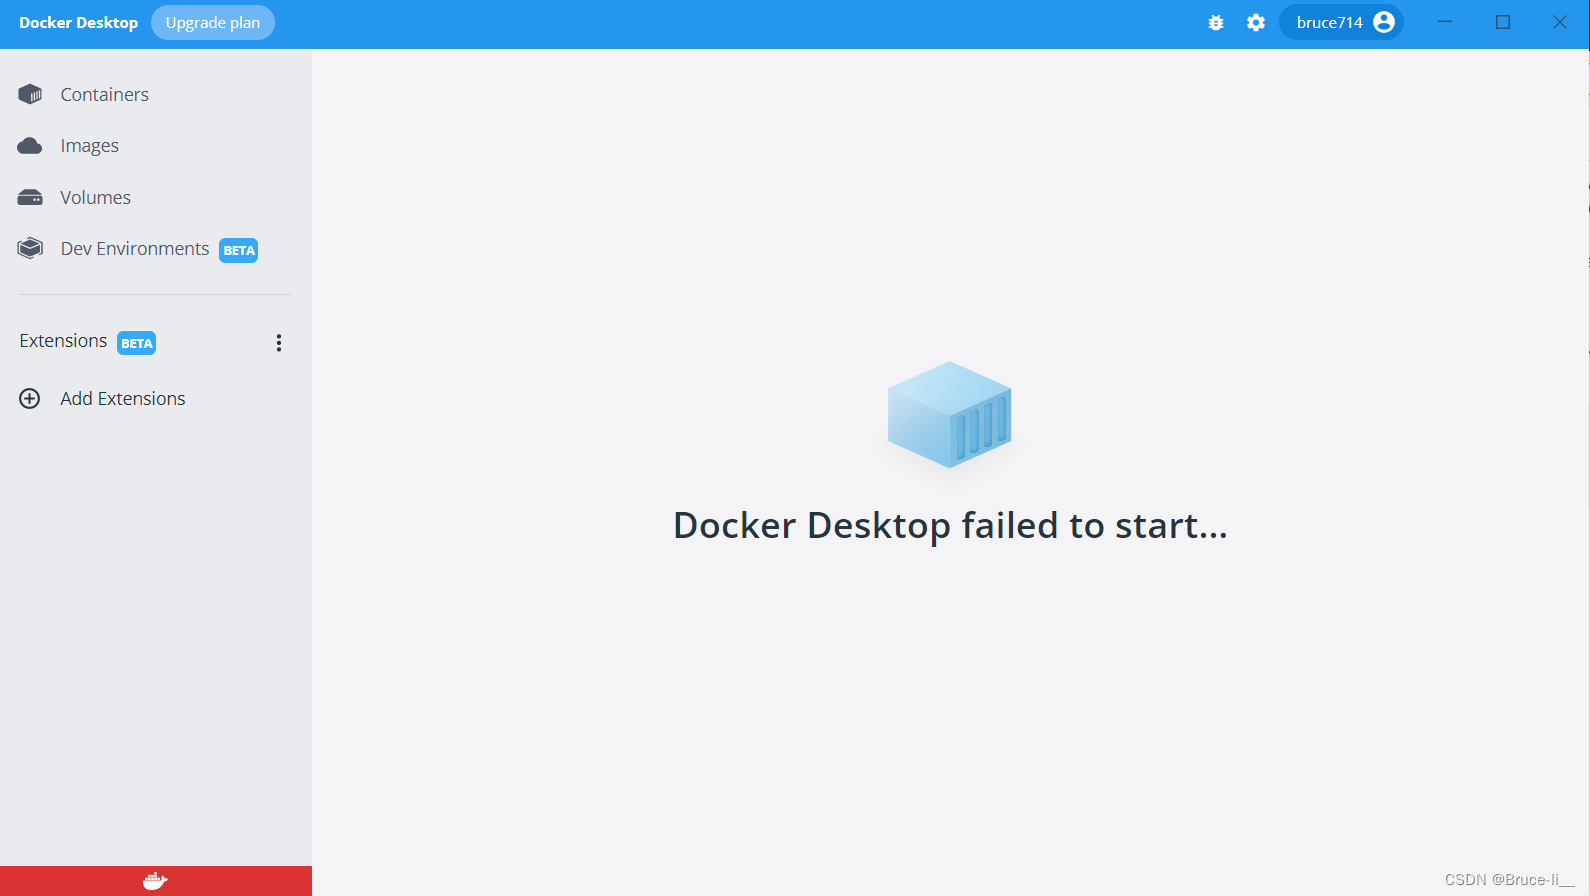 Docker Desktop Upgrade plan bruce714
Containers
Images
Volumes
Dev Environments BETA
Extensions BETA
Add Extensions
Docker Desktop failed to start...
CSDN @Bruce-li__